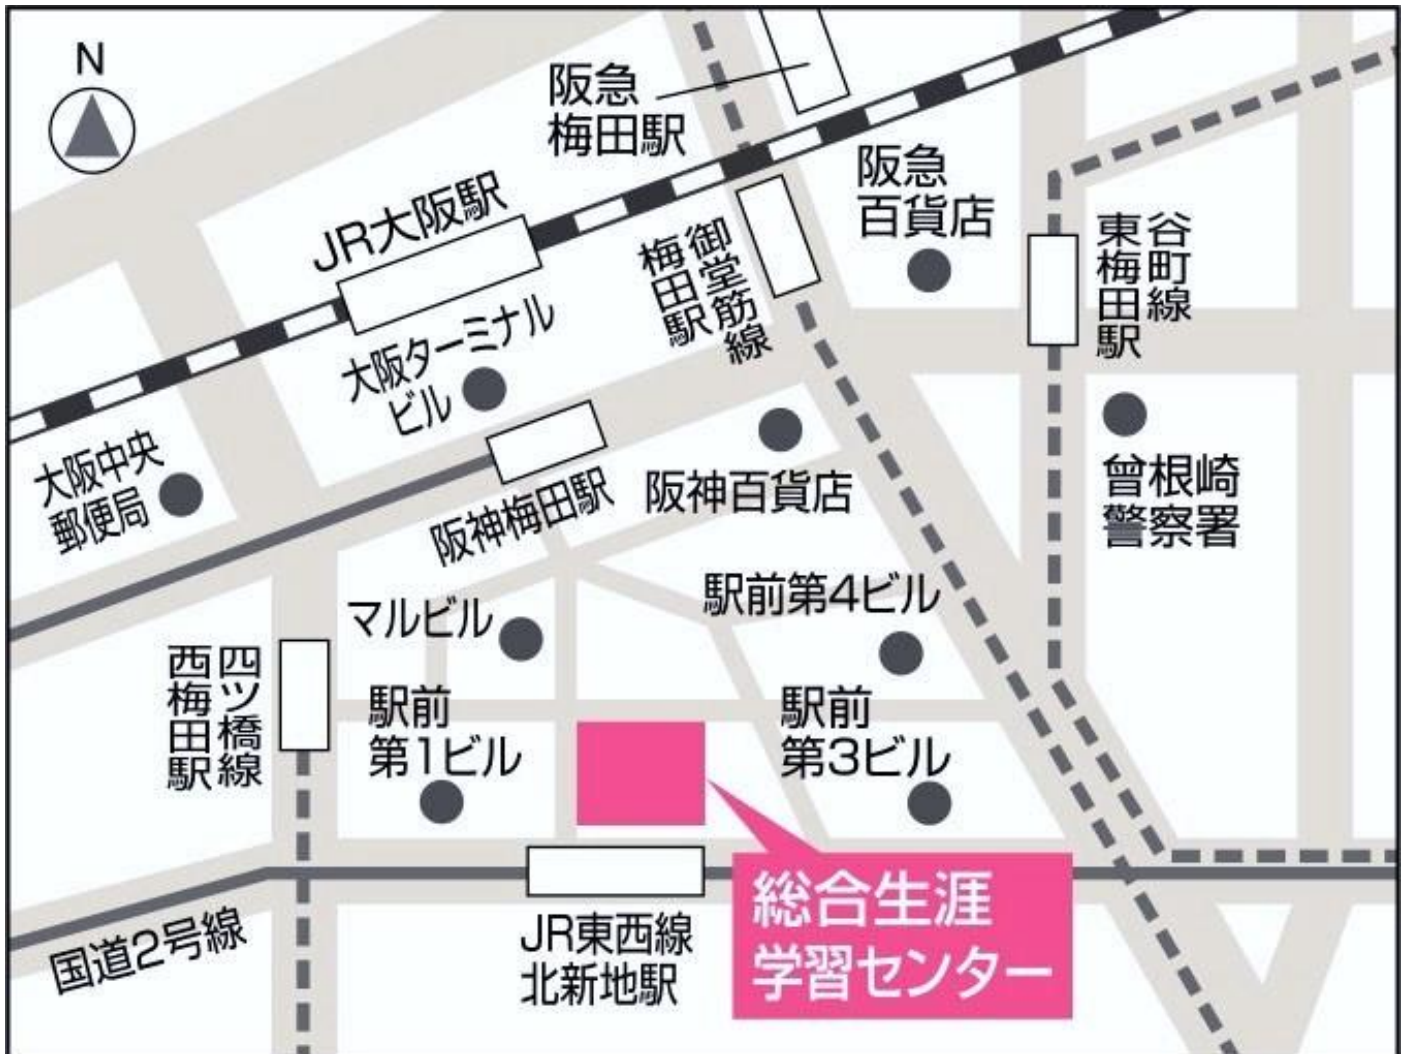 N
阪急
梅田駅
阪急
百貨店
JR大阪駅
御堂筋線
梅田駅
谷町線
東梅田駅
大阪ターミナル
ビル
大阪中央
郵便局
阪神梅田駅
阪神百貨店
曾根崎
警察署
マルビル
駅前第4ビル
四ツ橋線
西梅田駅
駅前
第1ビル
駅前
第3ビル
総合生涯
学習センター
国道2号線
JR東西線
北新地駅